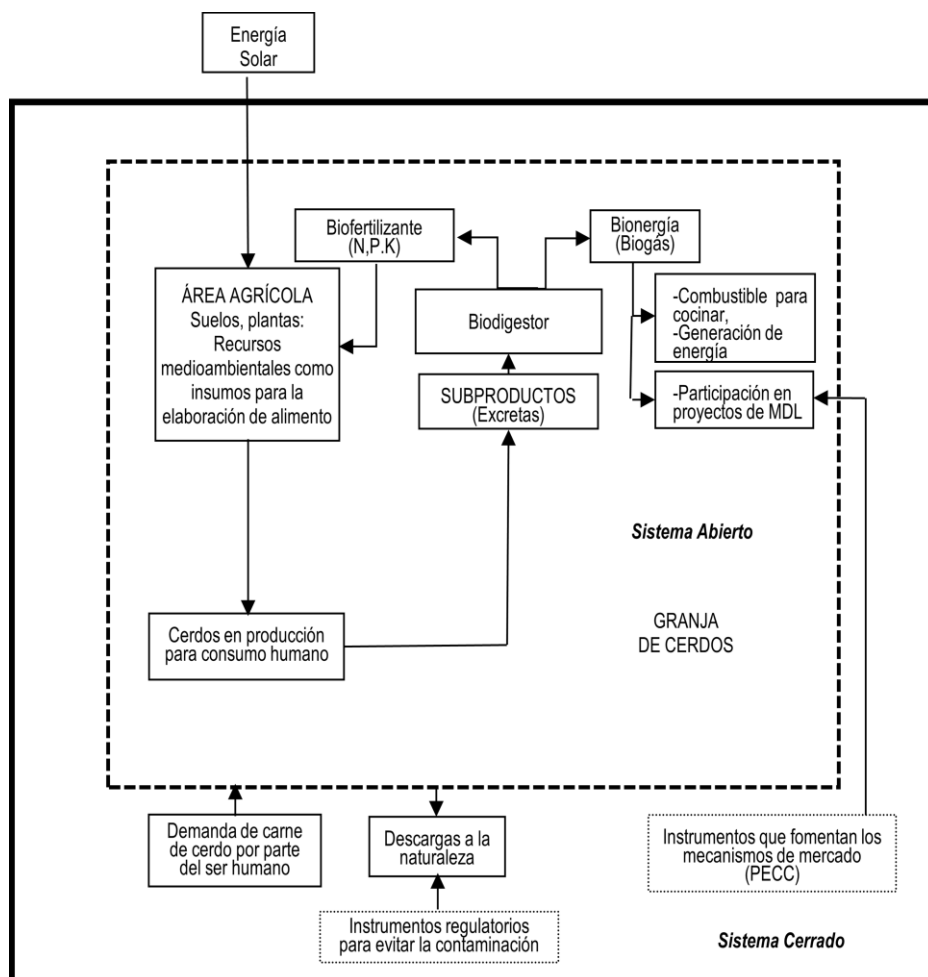 Energía
Solar
Biofertilizante
(N,P.K)
Bionergía
(Biogás)
ÁREA AGRÍCOLA
Suelos, plantas:
Recursos
medioambientales como
insumos para la
elaboración de alimento
Biodigestor
-Combustible para
cocinar,
-Generación de
energía
SUBPRODUCTOS
(Excretas)
-Participación en
proyectos de MDL
Sistema Abierto
GRANJA
DE CERDOS
Cerdos en producción
para consumo humano
Demanda de carne
de cerdo por parte
del ser humano
Descargas a la
naturaleza
Instrumentos que fomentan los
mecanismos de mercado
(PECC)
Instrumentos regulatorios
para evitar la contaminación
Sistema Cerrado